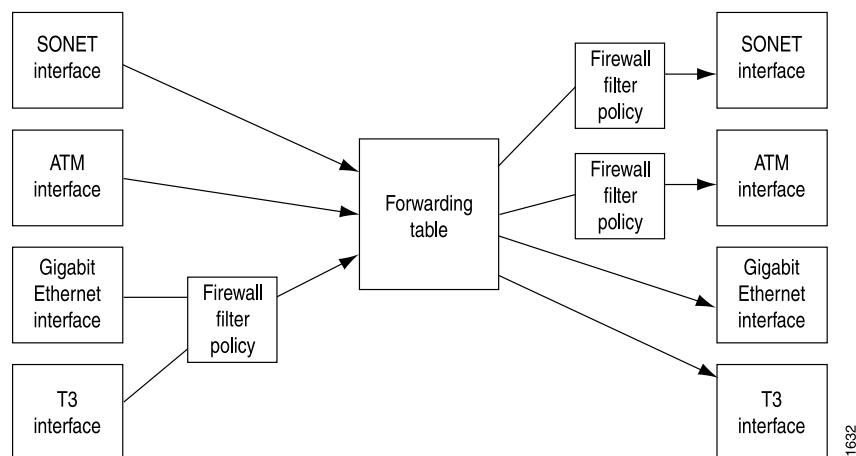 SONET
interface
ATM
interface
Gigabit
Ethernet
interface
T3
interface
Firewall
filter
policy
Forwarding
table
Firewall
filter
policy
Firewall
filter
policy
SONET
interface
ATM
interface
Gigabit
Ethernet
interface
T3
interface
1632